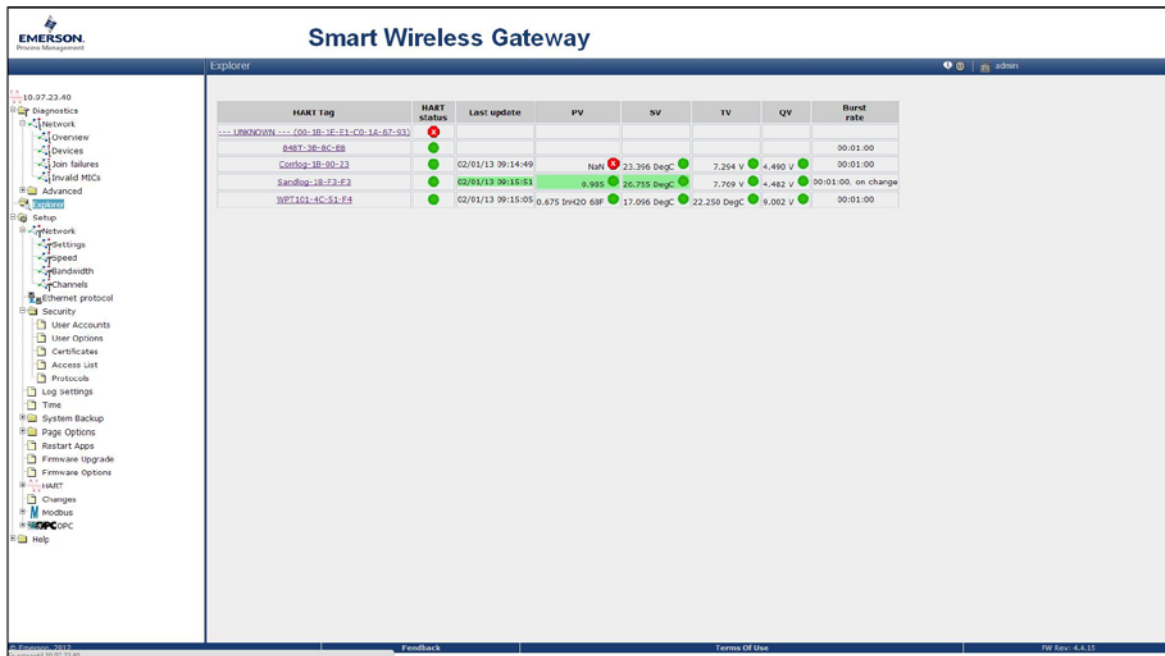 EMERSON.
Process Management
Smart Wireless Gateway
Explorer
admin
10.97.23.40
Diagnostics
Network
Overview
Devices
Join failures
Invalid MICs
Advanced
Explorer
Setup
Network
Settings
Speed
Bandwidth
Channels
Ethernet protocol
Security
User Accounts
User Options
Certificates
Access List
Protocols
Log Settings
Time
System Backup
Page Options
Restart Apps
Firmware Upgrade
Firmware Options
HART
Changes
Modbus
OPC OPC
Help
HART Tag HART status Last update PV SV TV QV Burst rate
--- UNKNOWN --- (00-1B-1E-E1-C0-1A-67-93)
848T-3B-8C-E8 00:01:00
Corrlog-1B-00-23 02/01/13 09:14:49 NaN 23.396 DegC 7.294 V 4.490 V 00:01:00
Sandlog-18-F3-F3 02/01/13 09:15:51 0.985 26.755 DegC 7.769 V 4.482 V 00:01:00, on change
WPT101-4C-51-F4 02/01/13 09:15:05 0.675 InH2O 68F 17.096 DegC 22.250 DegC 9.002 V 00:01:00
© Emerson, 2012 Feedback Terms Of Use FW Rev: 4.4.15